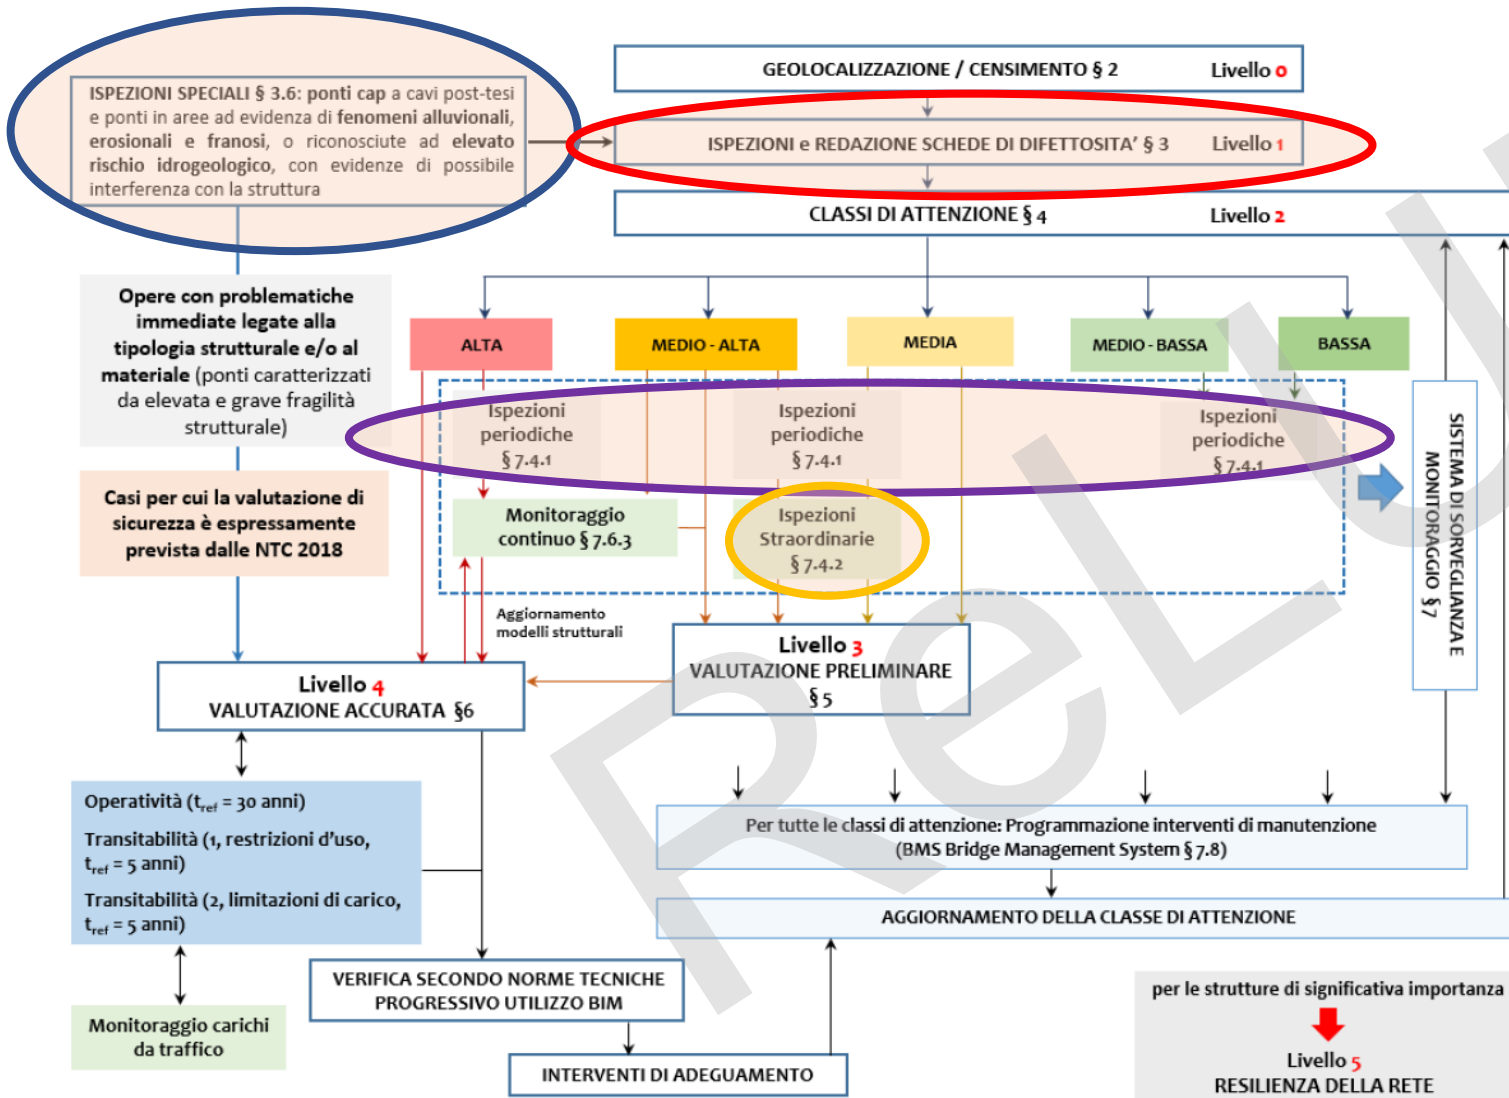 GEOLOCALIZZAZIONE / CENSIMENTO § 2 Livello 0
ISPEZIONI SPECIALI § 3.6: ponti cap a cavi post-tesi
e ponti in aree ad evidenza di fenomeni alluvionali,
erosionali e franosi, o riconosciute ad elevato
rischio idrogeologico, con evidenze di possibile
interferenza con la struttura
ISPEZIONI e REDAZIONE SCHEDE DI DIFETTOSITA’ § 3 Livello 1
CLASSI DI ATTENZIONE § 4 Livello 2
Opere con problematiche
immediate legate alla
tipologia strutturale e/o al
materiale (ponti caratterizzati
da elevata e grave fragilità
strutturale)
ALTA
MEDIO - ALTA
MEDIA
MEDIO - BASSA
BASSA
Ispezioni
periodiche
§ 7.4.1
Ispezioni
periodiche
§ 7.4.1
Ispezioni
periodiche
§ 7.4.1
SISTEMA DI SORVEGLIANZA E
MONITORAGGIO §7
Casi per cui la valutazione di
sicurezza è espressamente
prevista dalle NTC 2018
Monitoraggio
continuo § 7.6.3
Ispezioni
Straordinarie
§ 7.4.2
Aggiornamento
modelli strutturali
Livello 3
VALUTAZIONE PRELIMINARE
§ 5
Livello 4
VALUTAZIONE ACCURATA §6
Operatività (tref = 30 anni)
Transitabilità (1, restrizioni d’uso,
tref = 5 anni)
Transitabilità (2, limitazioni di carico,
tref = 5 anni)
Per tutte le classi di attenzione: Programmazione interventi di manutenzione
(BMS Bridge Management System § 7.8)
AGGIORNAMENTO DELLA CLASSE DI ATTENZIONE
VERIFICA SECONDO NORME TECNICHE
PROGRESSIVO UTILIZZO BIM
Monitoraggio carichi
da traffico
INTERVENTI DI ADEGUAMENTO
per le strutture di significativa importanza
Livello 5
RESILIENZA DELLA RETE
ReLU